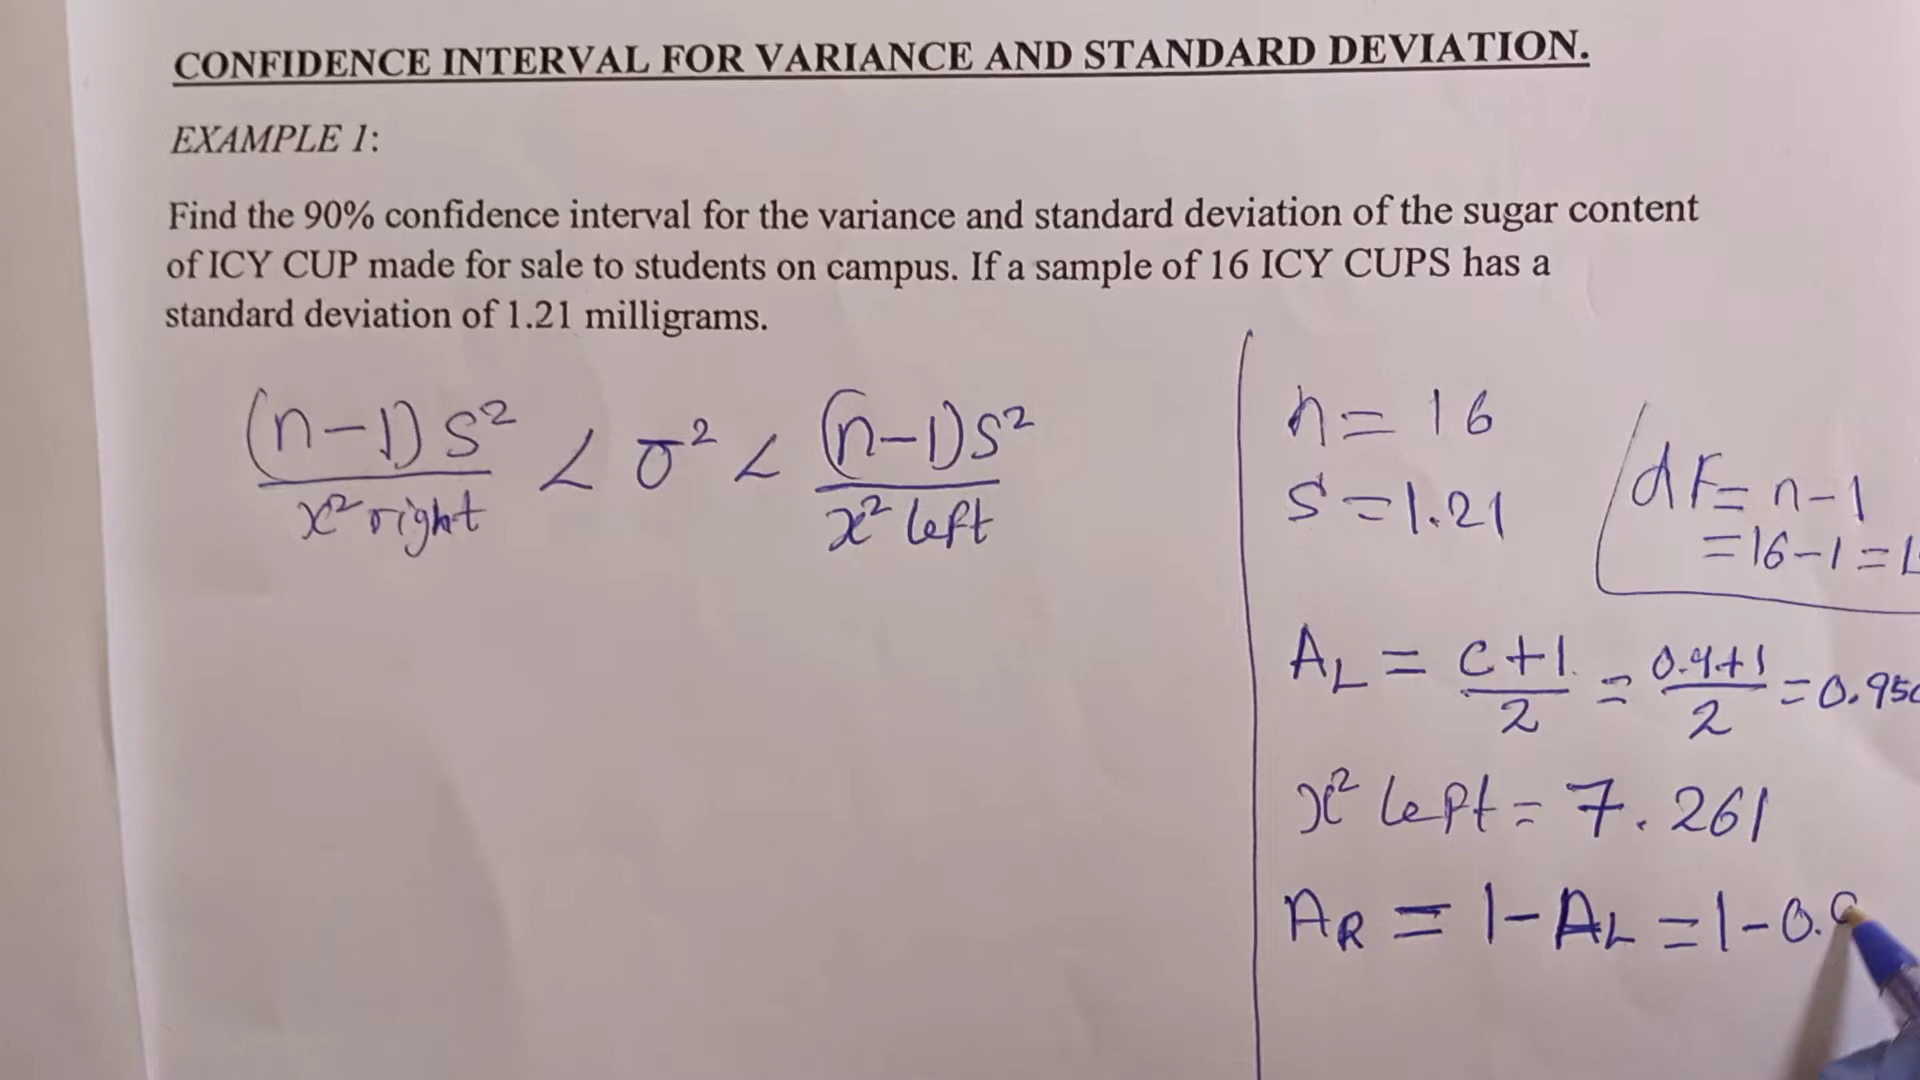 CONFIDENCE INTERVAL FOR VARIANCE AND STANDARD DEVIATION.
EXAMPLE 1:
Find the 90% confidence interval for the variance and standard deviation of the sugar content
of ICY CUP made for sale to students on campus. If a sample of 16 ICY CUPS has a
standard deviation of 1.21 milligrams.
(n-1)S² / x² right < σ² < (n-1)S² / x² left
n = 16
S = 1.21
dF = n-1
= 16-1 =
A_L = C+1 / 2 = 0.9+1 / 2 = 0.950
x² left = 7.261
A_R = 1 - A_L = 1 - 0.9